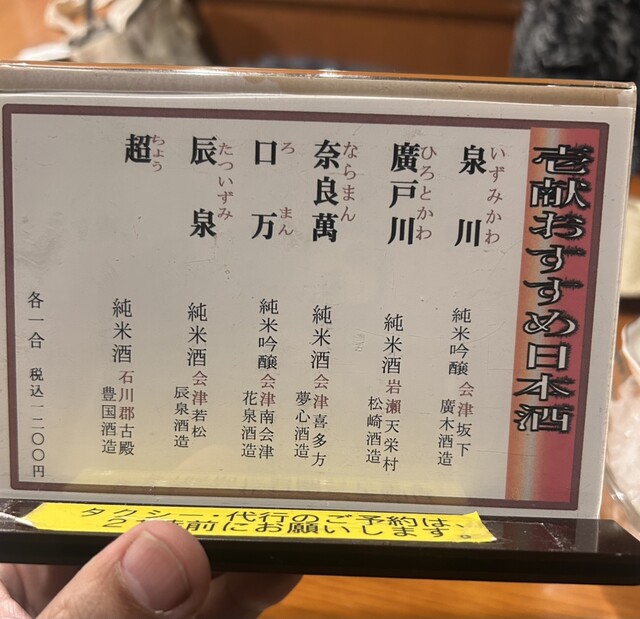 壱献おすすめ日本酒
いずみかわ
泉川
純米吟醸 会津坂下
廣木酒造
ひろとかわ
廣戸川
純米酒 岩瀬天栄村
松崎酒造
ならまん
奈良萬
純米酒 会津喜多方
夢心酒造
ろまん
口万
純米吟醸 会津南会津
花泉酒造
たついずみ
辰泉
純米酒 会津若松
辰泉酒造
ちょう
超
純米酒 石川郡古殿
豊国酒造
各一合 税込一二〇〇円
タクシー・代行のご予約は、
前にお願いします。